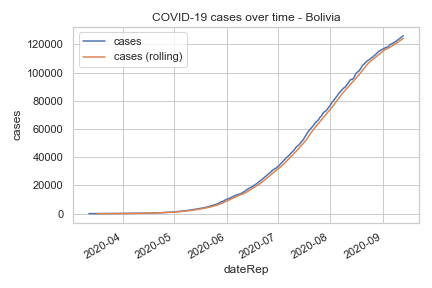 COVID-19 cases over time - Bolivia
cases
cases (rolling)
120000
100000
80000
60000
40000
20000
0
cases
2020-04
2020-05
2020-06
2020-07
2020-08
2020-09
dateRep